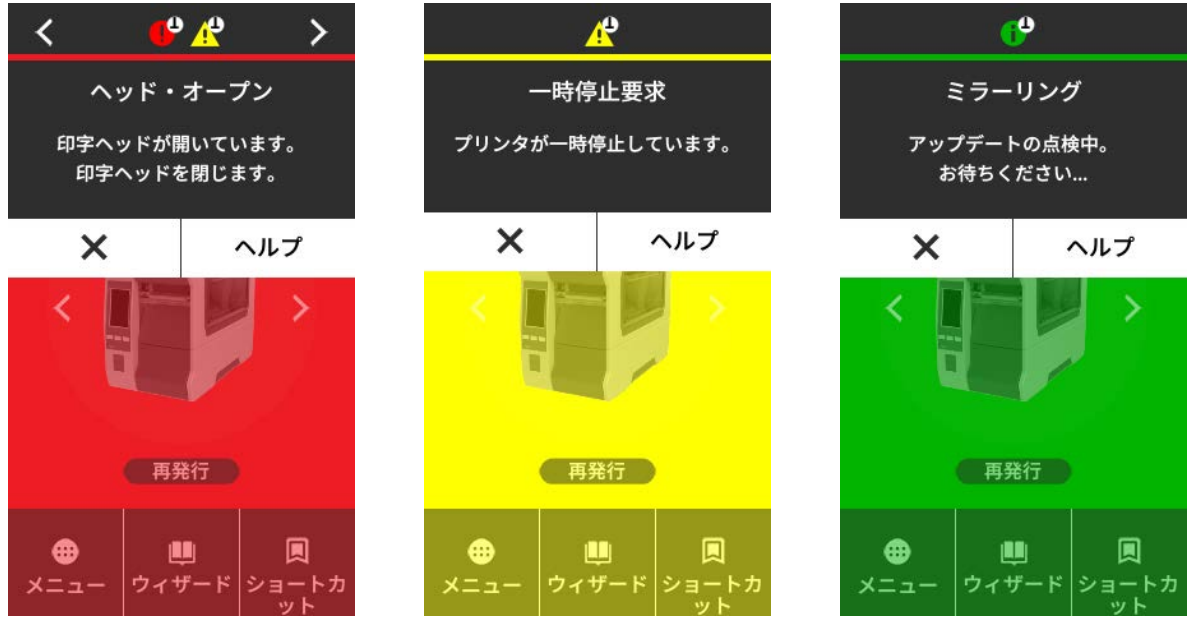 1 1
ヘッド・オープン
印字ヘッドが開いています。
印字ヘッドを閉じます。
ヘルプ
再発行
メニュー
ウィザード
ショートカ
ット
1
一時停止要求
プリンタが一時停止しています。
ヘルプ
再発行
メニュー
ウィザード
ショートカ
ット
1
ミラーリング
アップデートの点検中。
お待ちください...
ヘルプ
再発行
メニュー
ウィザード
ショートカ
ット